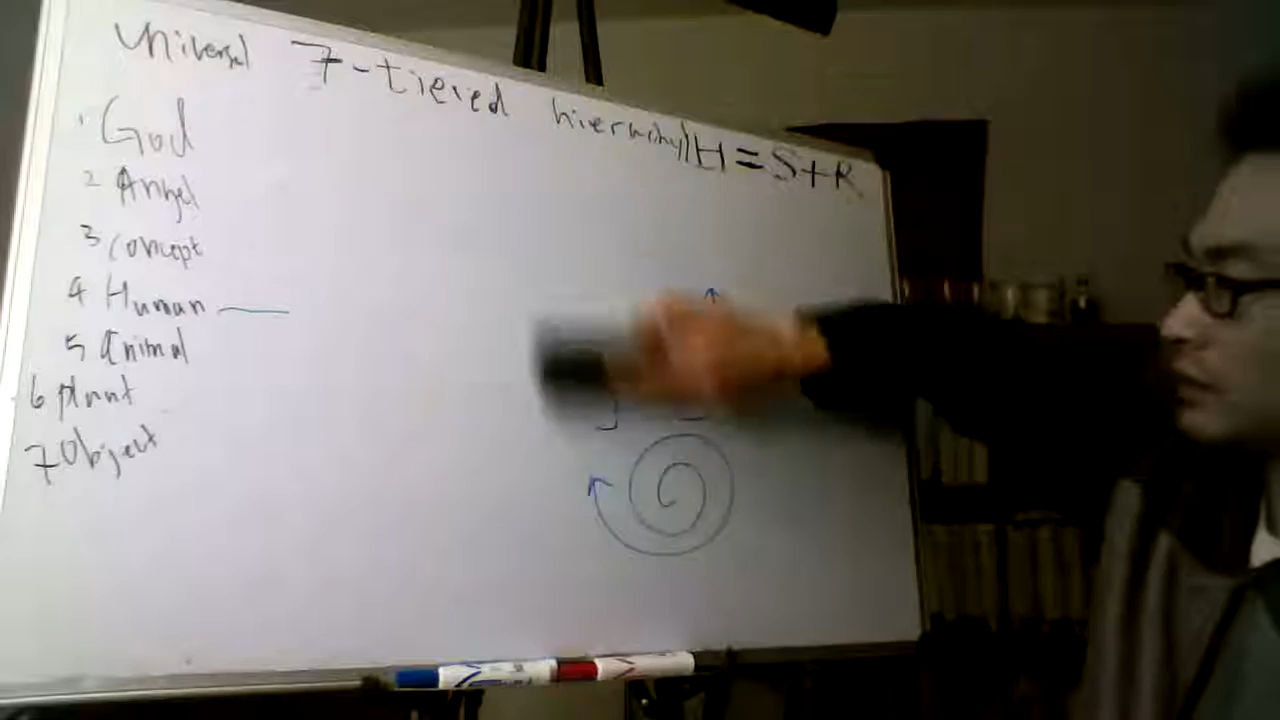 Universal 7-tiered hierarchy H=S+R
1 God
2 Angel
3 Concept
4 Human
5 Animal
6 plant
7 Object